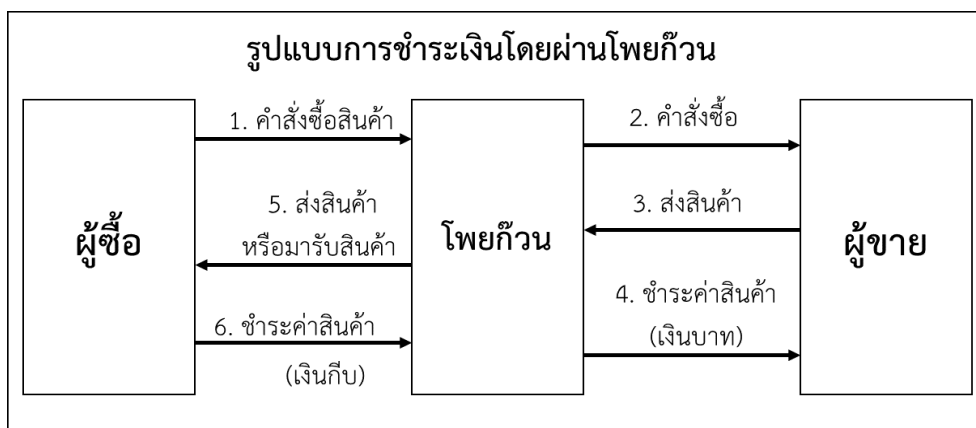 รูปแบบการชำระเงินโดยผ่านโพยก๊วน
1. คำสั่งซื้อสินค้า
2. คำสั่งซื้อ
5. ส่งสินค้า
หรือมารับสินค้า
3. ส่งสินค้า
ผู้ซื้อ
โพยก๊วน
ผู้ขาย
6. ชำระค่าสินค้า
(เงินกีบ)
4. ชำระค่าสินค้า
(เงินบาท)